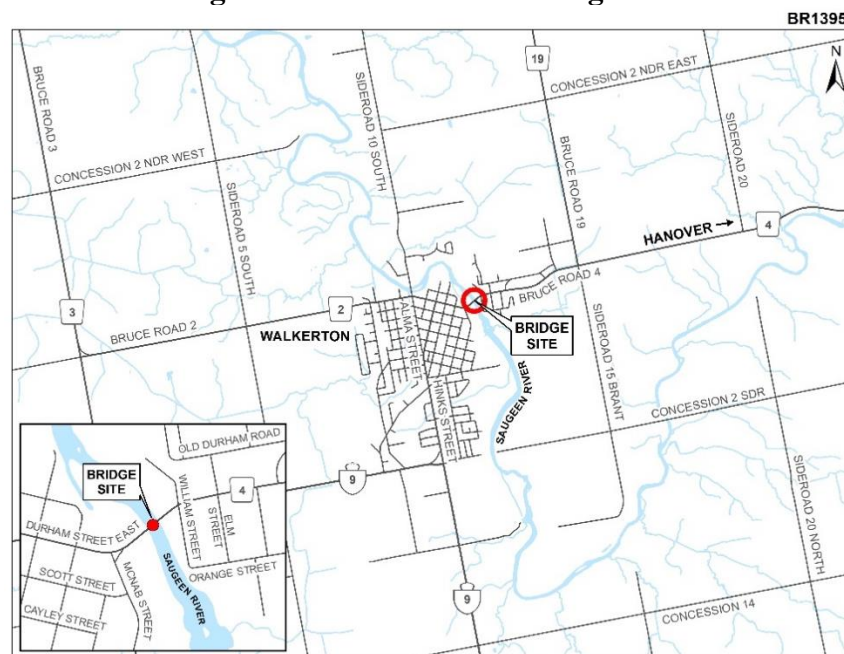 BR1395
N
19
BRUCE ROAD 3
SIDEROAD 10 SOUTH
CONCESSION 2 NDR EAST
BRUCE ROAD 19
SIDEROAD 20
CONCESSION 2 NDR WEST
SIDEROAD 5 SOUTH
HANOVER
4
3
2
BRUCE ROAD 4
BRUCE ROAD 2
WALKERTON
ALMA STREET
BRIDGE
SITE
HINKS STREET
SAUGEEN RIVER
SIDEROAD 15 BRANT
CONCESSION 2 SDR
SIDEROAD 20 NORTH
9
9
CONCESSION 14
OLD DURHAM ROAD
BRIDGE
SITE
4
WILLIAM STREET
ELM
STREET
DURHAM STREET EAST
SCOTT STREET
MCNAB STREET
SAUGEEN RIVER
ORANGE STREET
CAYLEY STREET